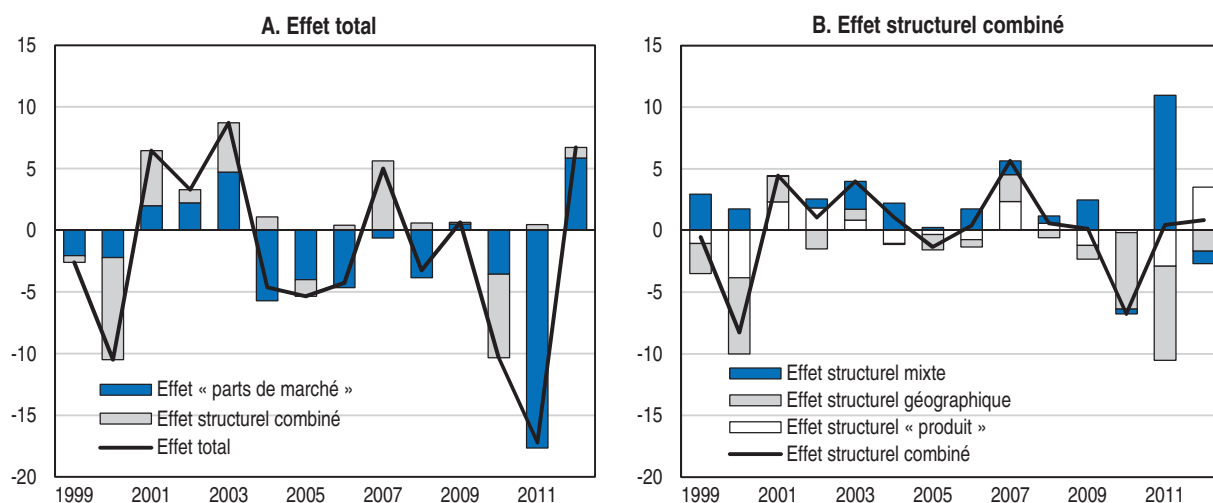 A. Effet total
15
10
5
0
-5
-10
-15
-20
Effet « parts de marché »
Effet structurel combiné
Effet total
1999 2001 2003 2005 2007 2009 2011
B. Effet structurel combiné
15
10
5
0
-5
-10
-15
-20
Effet structurel mixte
Effet structurel géographique
Effet structurel « produit »
Effet structurel combiné
1999 2001 2003 2005 2007 2009 2011